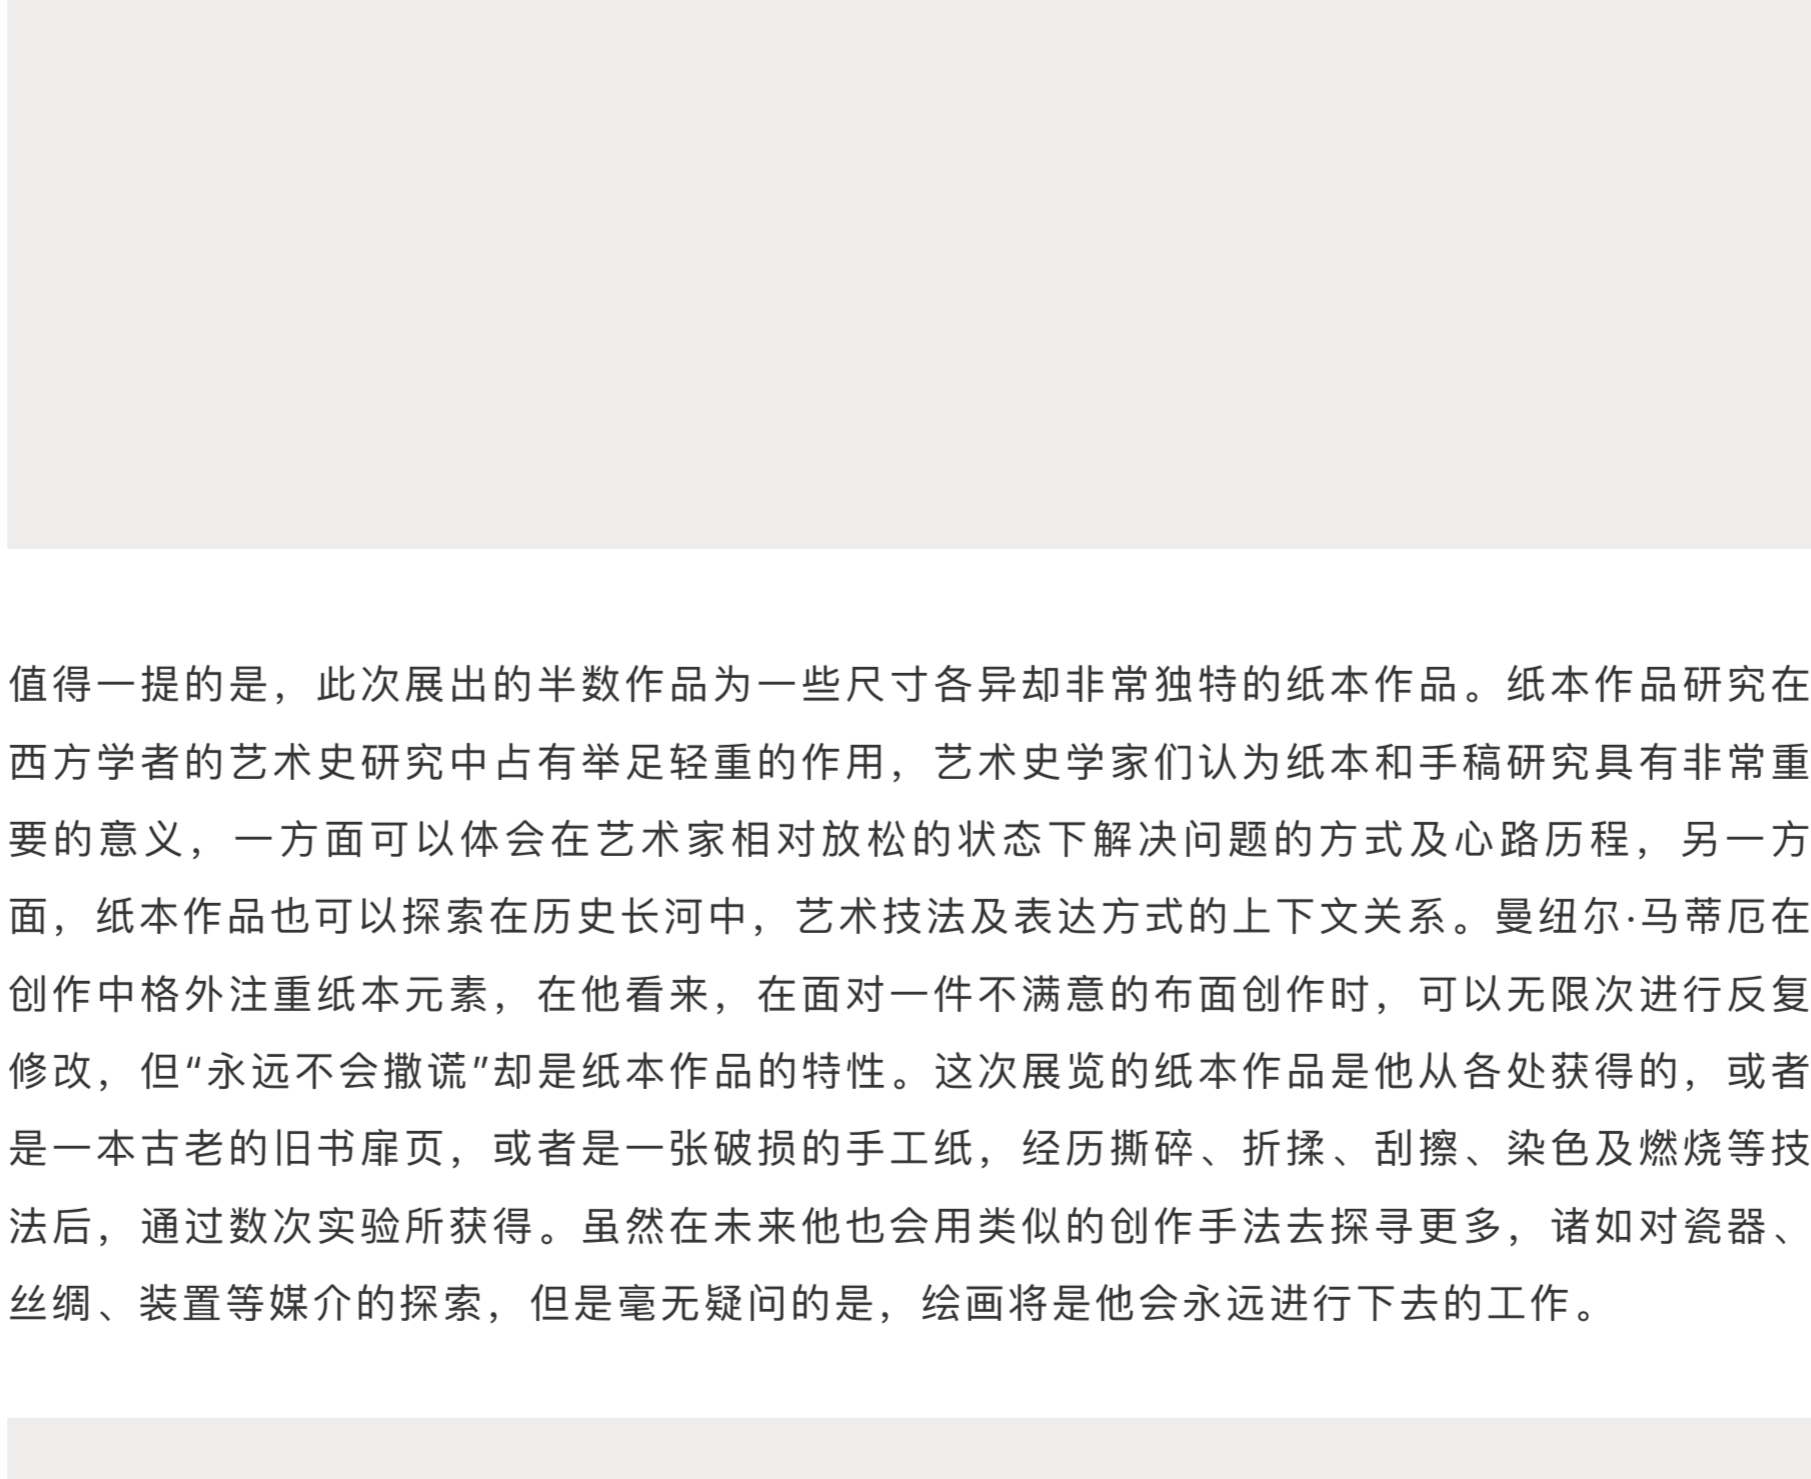 值得一提的是，此次展出的半数作品为一些尺寸各异却非常独特的纸本作品。纸本作品研究在
西方学者的艺术史研究中占有举足轻重的作用，艺术史学家们认为纸本和手稿研究具有非常重
要的意义，一方面可以体会在艺术家相对放松的状态下解决问题的方式及心路历程，另一方
面，纸本作品也可以探索在历史长河中，艺术技法及表达方式的上下文关系。曼纽尔·马蒂厄在
创作中格外注重纸本元素，在他看来，在面对一件不满意的布面创作时，可以无限次进行反复
修改，但“永远不会撒谎”却是纸本作品的特性。这次展览的纸本作品是他从各处获得的，或者
是一本古老的旧书扉页，或者是一张破损的手工纸，经历撕碎、折揉、刮擦、染色及燃烧等技
法后，通过数次实验所获得。虽然在未来他也会用类似的创作手法去探寻更多，诸如对瓷器、
丝绸、装置等媒介的探索，但是毫无疑问的是，绘画将是他会永远进行下去的工作。